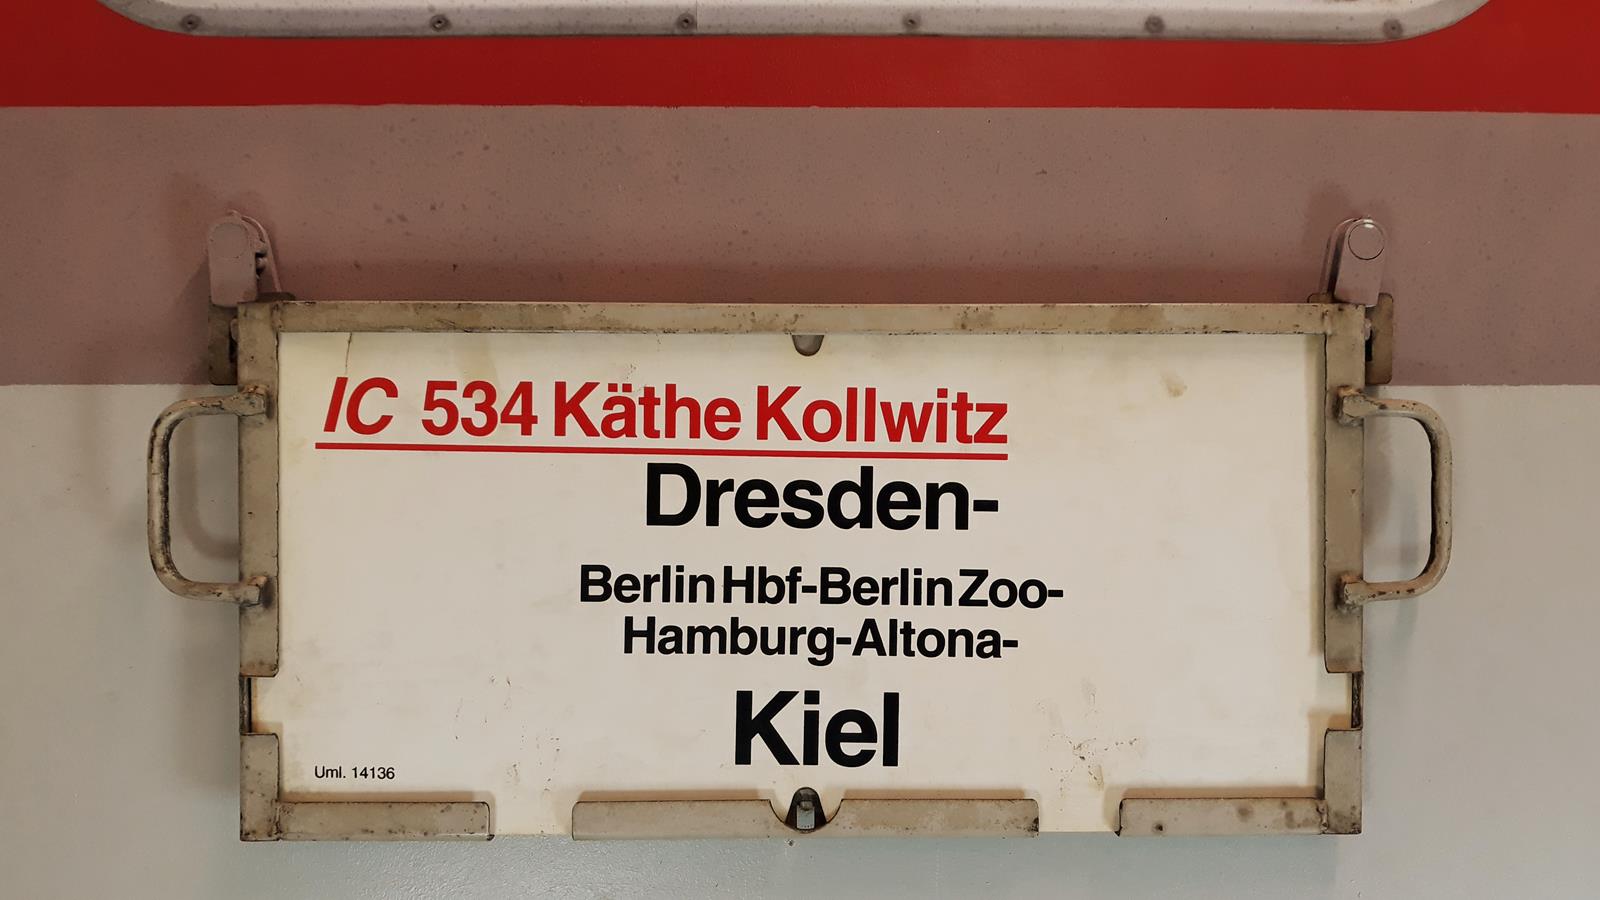 IC 534 Käthe Kollwitz
Dresden-
Berlin Hbf-Berlin Zoo-
Hamburg-Altona-
Kiel
Uml. 14136